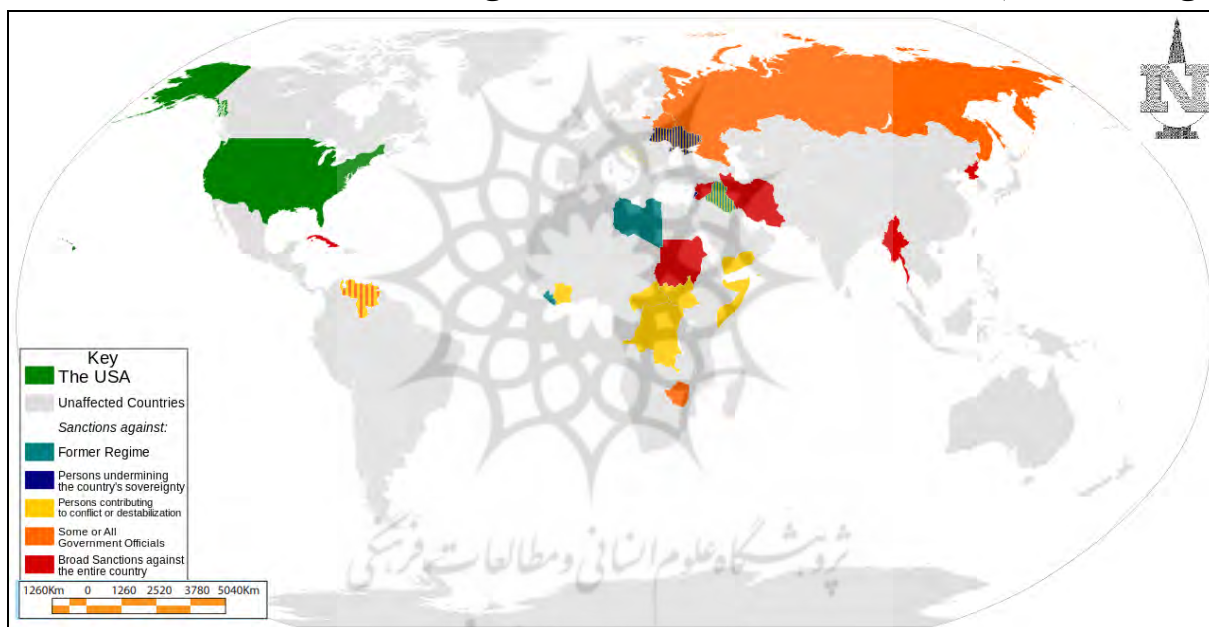 N
Key
The USA
Unaffected Countries
Sanctions against:
Former Regime
Persons undermining
the country's sovereignty
Persons contributing
to conflict or destabilization
Some or All
Government Officials
Broad Sanctions against
the entire country
1260Km 0 1260 2520 3780 5040Km
پژوهشگاه علوم انسانی و مطالعات فرهنگی